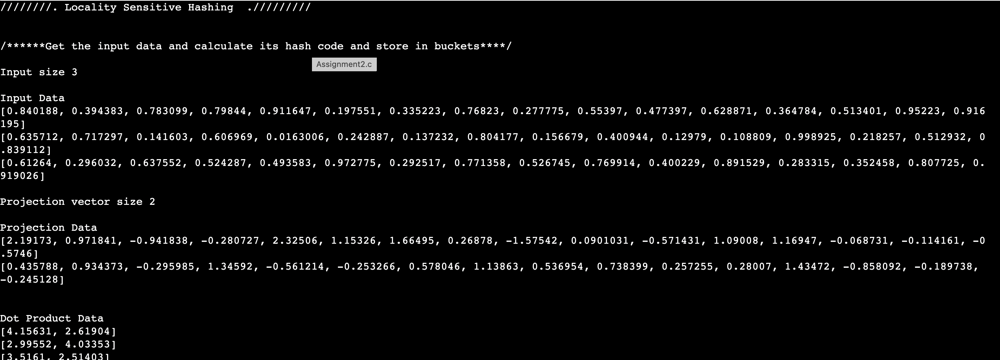 ////////. Locality Sensitive Hashing  ./////////
/******Get the input data and calculate its hash code and store in buckets****/
Assignment2.c
Input size 3
Input Data
[0.840188, 0.394383, 0.783099, 0.79844, 0.911647, 0.197551, 0.335223, 0.76823, 0.277775, 0.55397, 0.477397, 0.628871, 0.364784, 0.513401, 0.95223, 0.916
195]
[0.635712, 0.717297, 0.141603, 0.606969, 0.0163006, 0.242887, 0.137232, 0.804177, 0.156679, 0.400944, 0.12979, 0.108809, 0.998925, 0.218257, 0.512932, 0
.839112]
[0.61264, 0.296032, 0.637552, 0.524287, 0.493583, 0.972775, 0.292517, 0.771358, 0.526745, 0.769914, 0.400229, 0.891529, 0.283315, 0.352458, 0.807725, 0.
919026]
Projection vector size 2
Projection Data
[2.19173, 0.971841, -0.941838, -0.280727, 2.32506, 1.15326, 1.66495, 0.26878, -1.57542, 0.0901031, -0.571431, 1.09008, 1.16947, -0.068731, -0.114161, -0
.5746]
[0.435788, 0.934373, -0.295985, 1.34592, -0.561214, -0.253266, 0.578046, 1.13863, 0.536954, 0.738399, 0.257255, 0.28007, 1.43472, -0.858092, -0.189738,
-0.245128]
Dot Product Data
[4.15631, 2.61904]
[2.99552, 4.03353]
[3.5161, 2.51403]